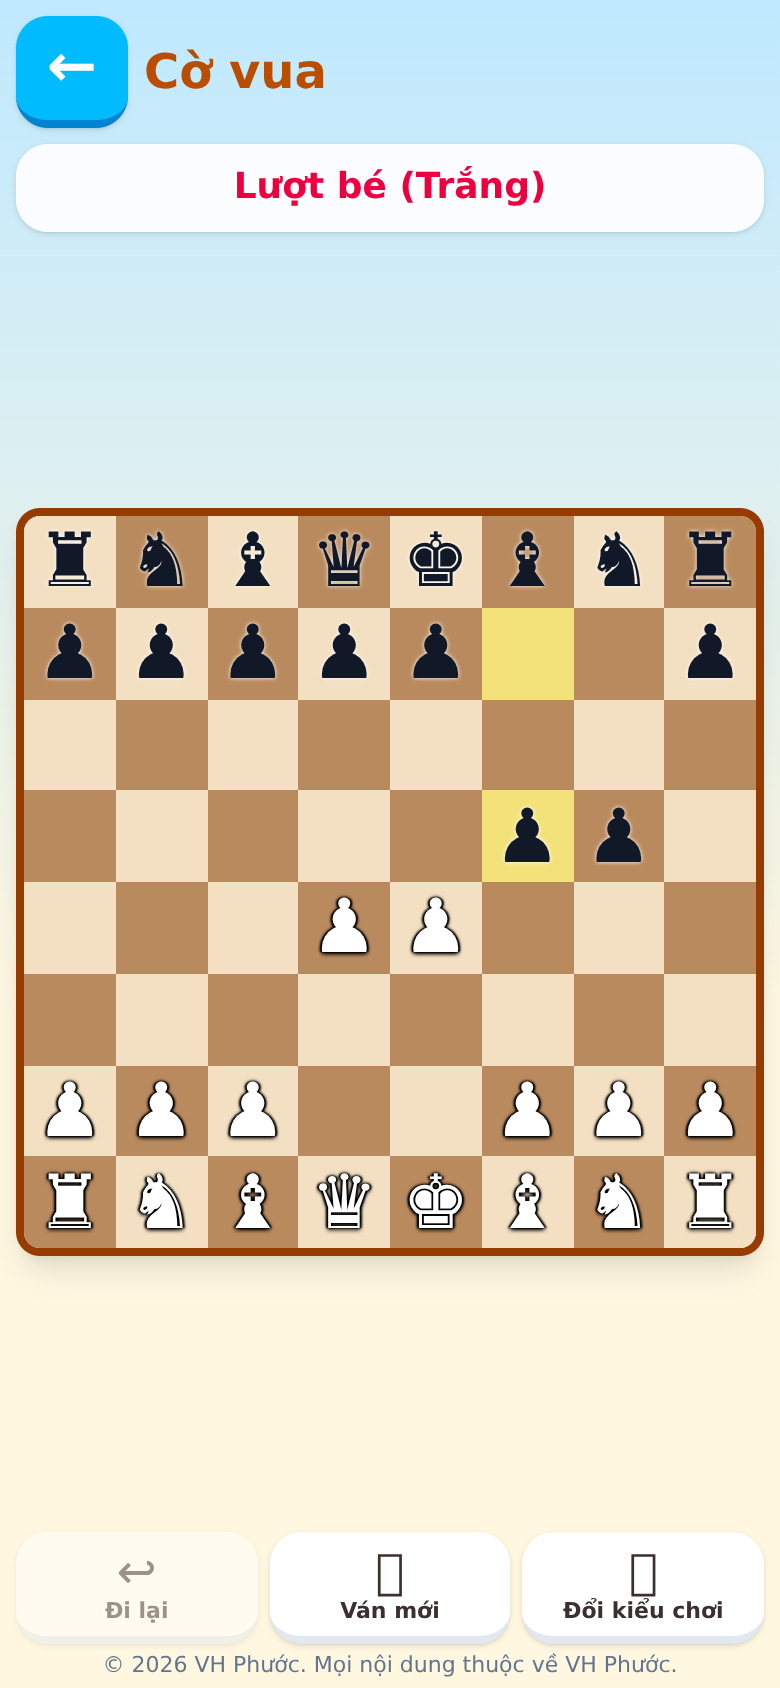 ←
Cờ vua
Lượt bé (Trắng)
↩
Đi lại
Ván mới
Đổi kiểu chơi
© 2026 VH Phước. Mọi nội dung thuộc về VH Phước.